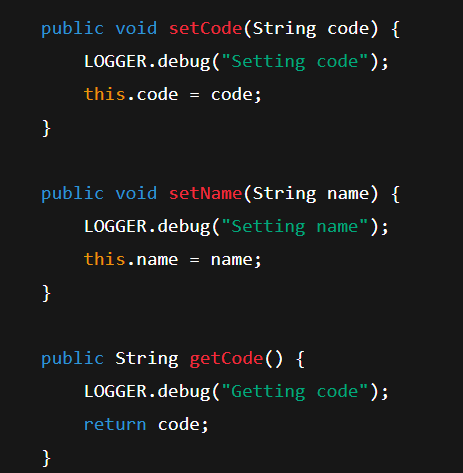 public void setCode(String code) {
LOGGER.debug("Setting code");
this.code = code;
}
public void setName(String name) {
LOGGER.debug("Setting name");
this.name = name;
}
public String getCode() {
LOGGER.debug("Getting code");
return code;
}